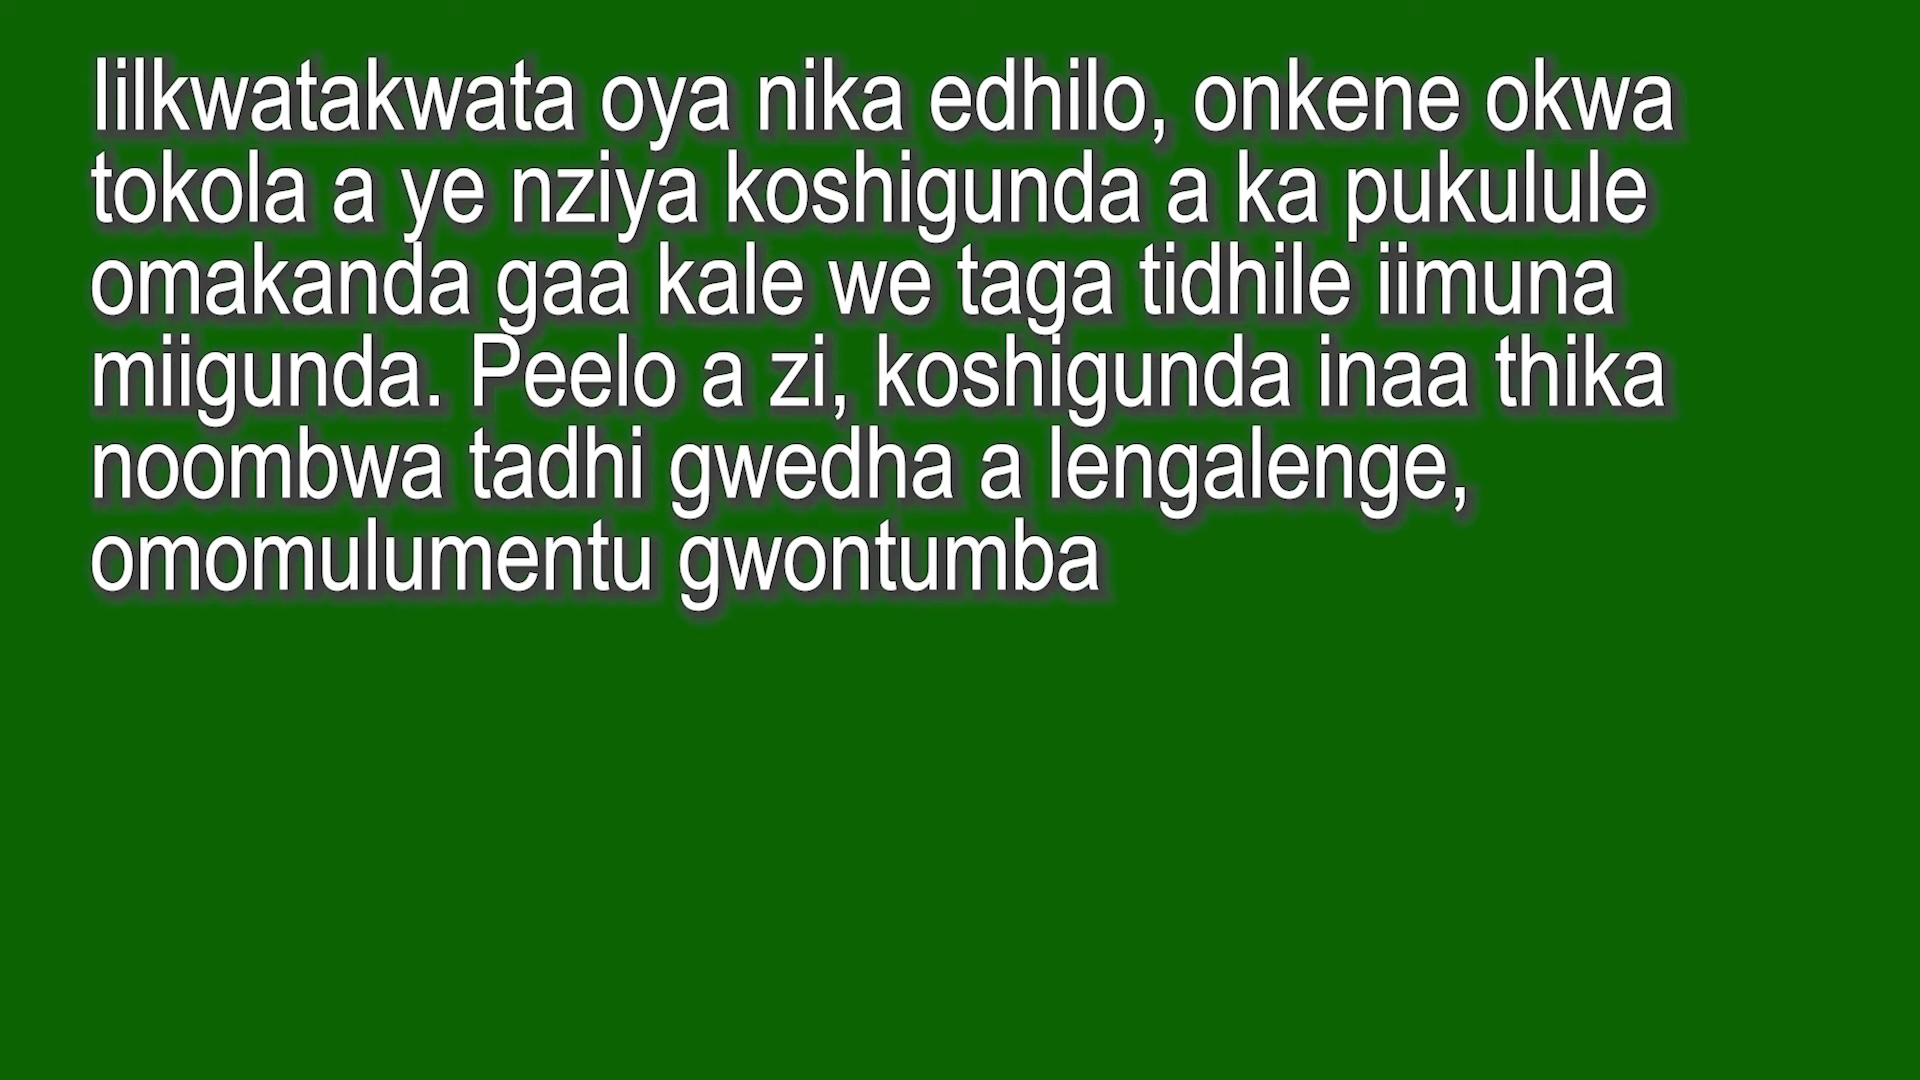 Iilkwatakwata oya nika edhilo, onkene okwa
tokola a ye nziya koshigunda a ka pukulule
omakanda gaa kale we taga tidhile iimuna
miigunda. Peelo a zi, koshigunda inaa thika
noombwa tadhi gwedha a lengalenge,
omomulumentu gwontumba